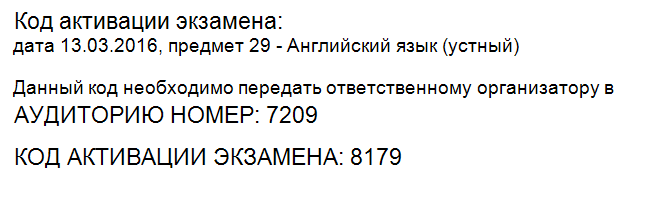 Код активации экзамена:
дата 13.03.2016, предмет 29 - Английский язык (устный)
Данный код необходимо передать ответственному организатору в
АУДИТОРИЮ НОМЕР: 7209
КОД АКТИВАЦИИ ЭКЗАМЕНА: 8179